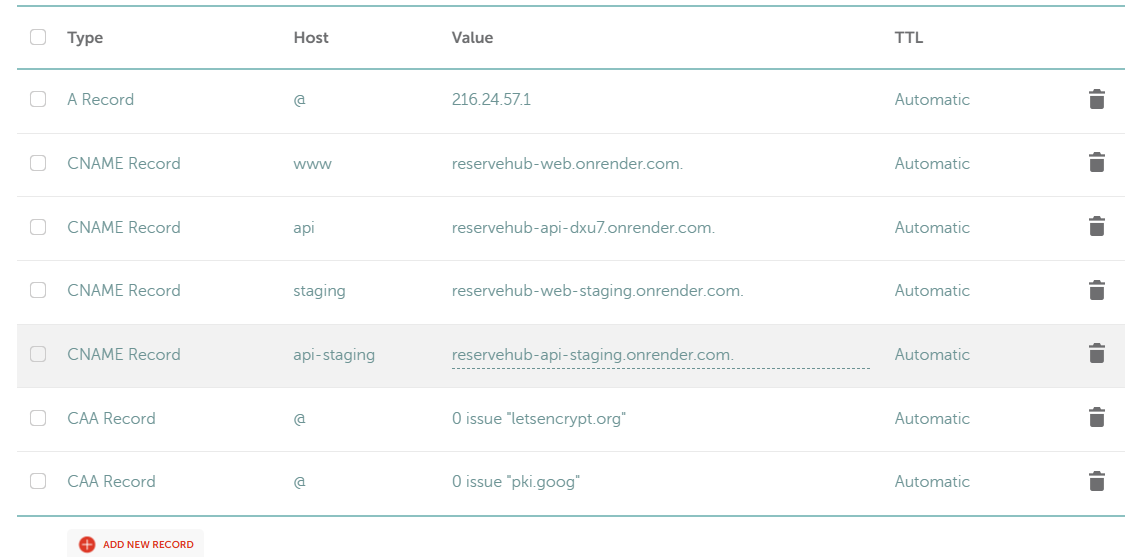 Type Host Value TTL
A Record @ 216.24.57.1 Automatic
CNAME Record www reservehub-web.onrender.com. Automatic
CNAME Record api reservehub-api-dxu7.onrender.com. Automatic
CNAME Record staging reservehub-web-staging.onrender.com. Automatic
CNAME Record api-staging reservehub-api-staging.onrender.com. Automatic
CAA Record @ 0 issue "letsencrypt.org" Automatic
CAA Record @ 0 issue "pki.goog" Automatic
ADD NEW RECORD